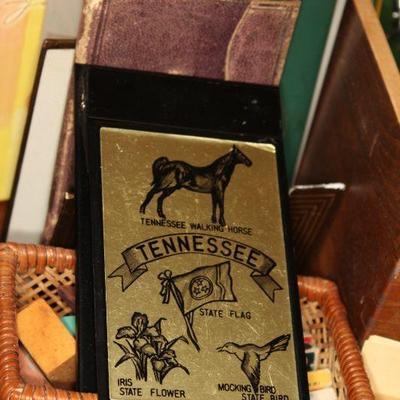 TENNESSEE WALKING HORSE
TENNESSEE
STATE FLAG
IRIS
STATE FLOWER
MOCKING BIRD
STATE BIRD